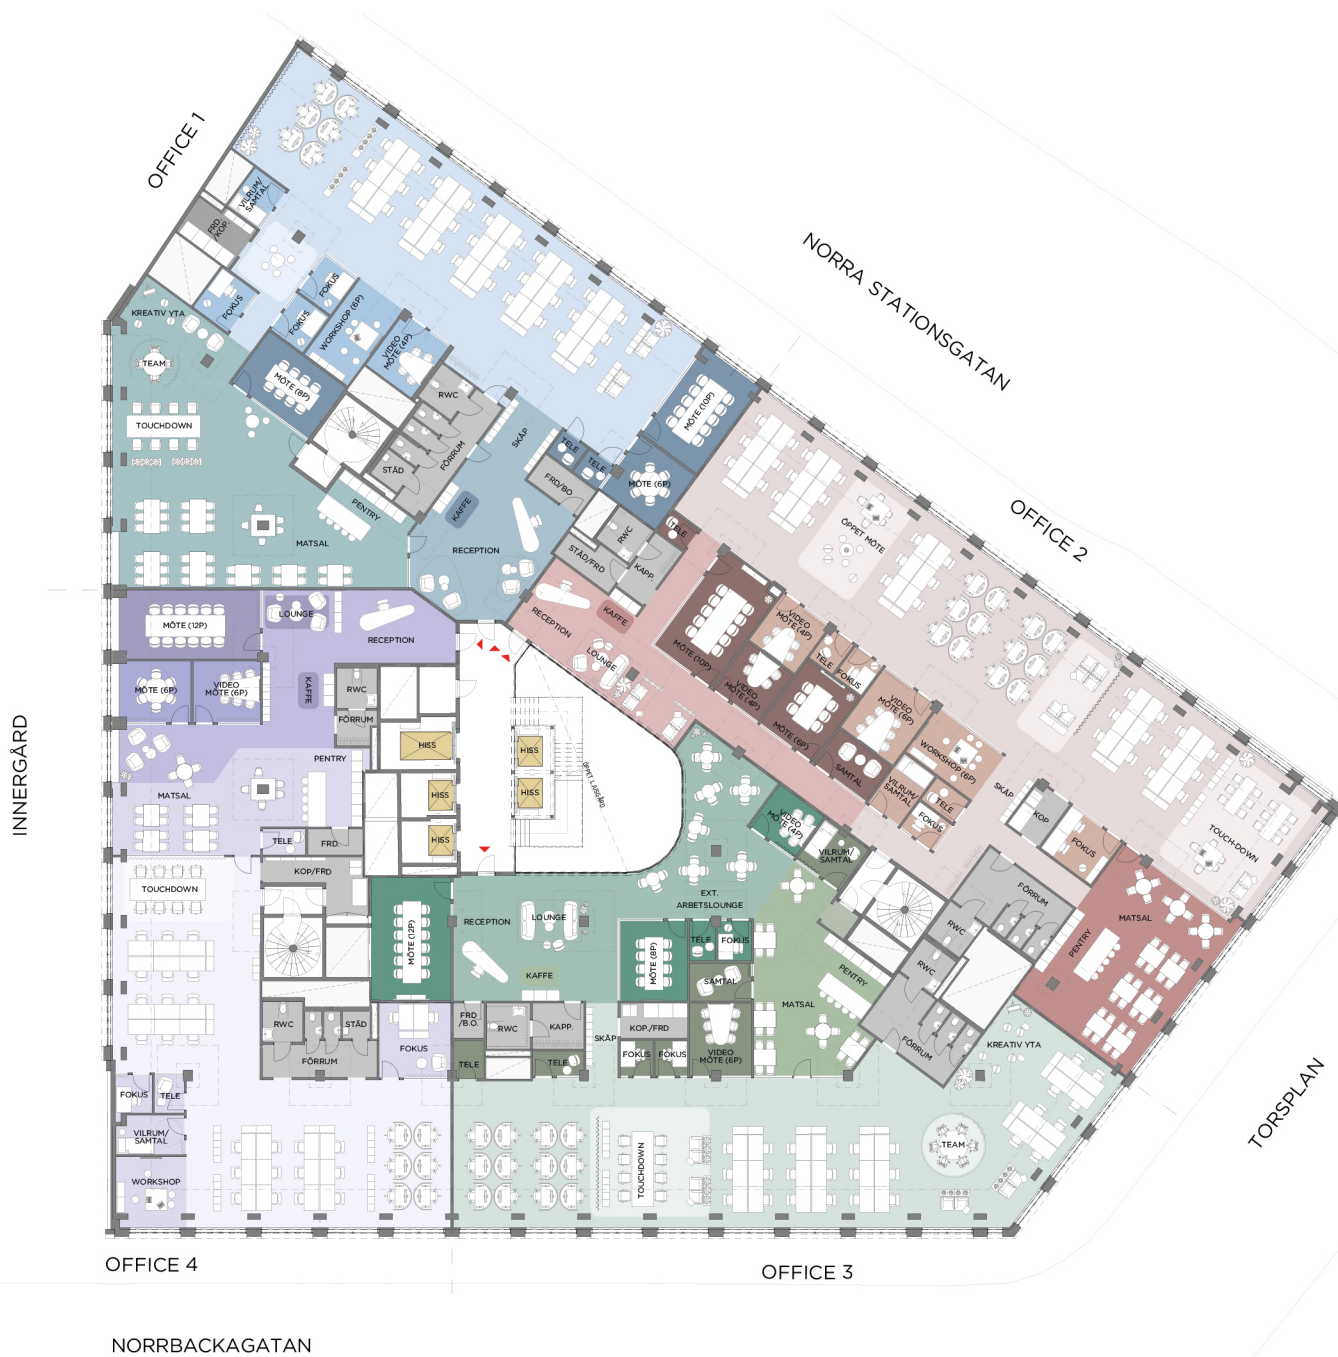 OFFICE 1
NORRA STATIONSGATAN
OFFICE 2
TORSPLAN
INNERGÅRD
OFFICE 4
OFFICE 3
NORRBACKAGATAN
VILRUM/
SAMTAL
FRD.
/KOP.
FOKUS
FOKUS
FOKUS
WORKSHOP (6P)
VIDEO
MÖTE (4P)
MÖTE (8P)
KREATIV YTA
TEAM
TOUCHDOWN
RWC
FÖRRUM
STÄD
SKÅP
TELE
TELE
MÖTE (10P)
MÖTE (6P)
FRD/BO
KAFFE
PENTRY
MATSAL
RECEPTION
RWC
STÄD/FRD
KAPP.
TELE
ÖPPET MÖTE
RECEPTION
KAFFE
LOUNGE
MÖTE (10P)
VIDEO
MÖTE (4P)
VIDEO
MÖTE (4P)
TELE
FOKUS
MÖTE (6P)
SAMTAL
VIDEO
MÖTE (6P)
WORKSHOP (6P)
VILRUM/
SAMTAL
TELE
FOKUS
SKÅP
KOP
FOKUS
TOUCH-DOWN
FÖRRUM
RWC
MATSAL
PENTRY
MÖTE (12P)
LOUNGE
RECEPTION
MÖTE (6P)
VIDEO
MÖTE (6P)
KAFFE
RWC
FÖRRUM
PENTRY
MATSAL
TELE
FRD.
HISS
HISS
HISS
HISS
HISS
ÖPPET LJUSGÅRD
TOUCHDOWN
KOP/FRD
MÖTE (12P)
RWC
STÄD
FÖRRUM
FOKUS
FOKUS
TELE
VILRUM/
SAMTAL
WORKSHOP
RECEPTION
LOUNGE
KAFFE
EXT.
ARBETSLOUNGE
VIDEO
MÖTE (4P)
VILRUM/
SAMTAL
MÖTE (8P)
TELE
FOKUS
SAMTAL
VIDEO
MÖTE (6P)
MATSAL
PENTRY
FRD
/B.O.
RWC
KAPP.
SKÅP
KOP/FRD
FOKUS
FOKUS
TELE
TELE
RWC
FÖRRUM
KREATIV YTA
TEAM
TOUCHDOWN